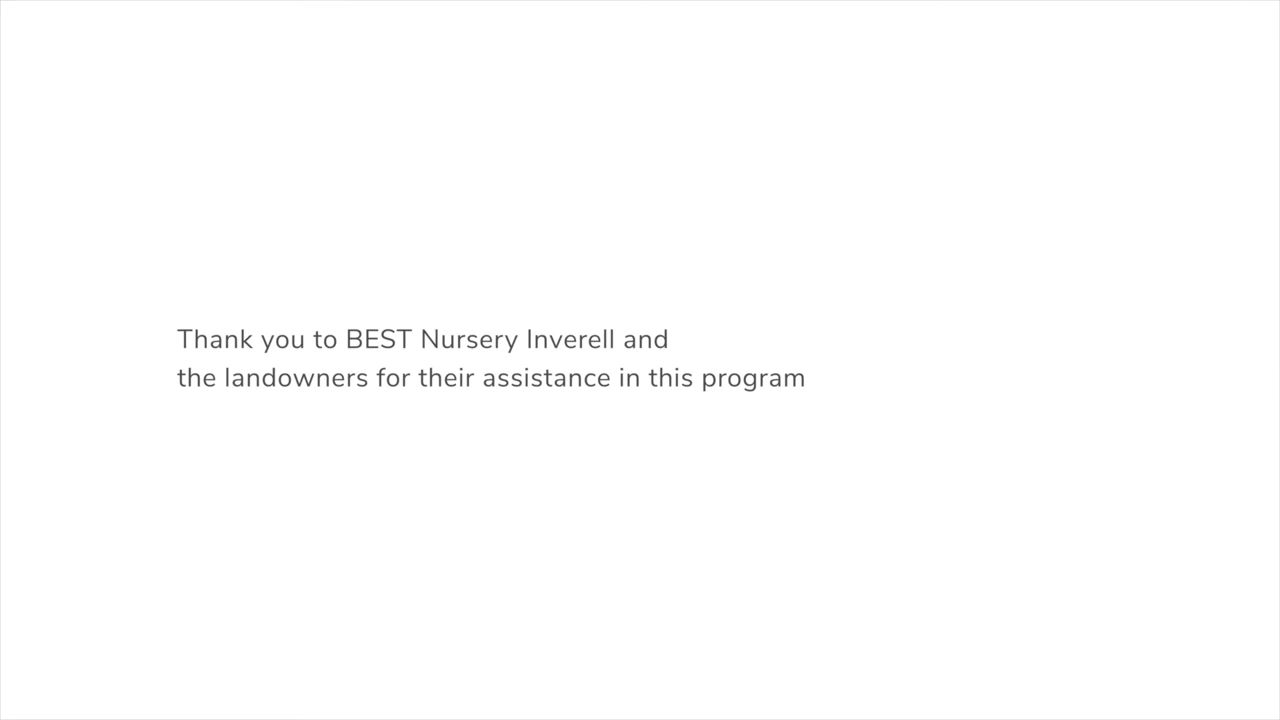 Thank you to BEST Nursery Inverell and
the landowners for their assistance in this program